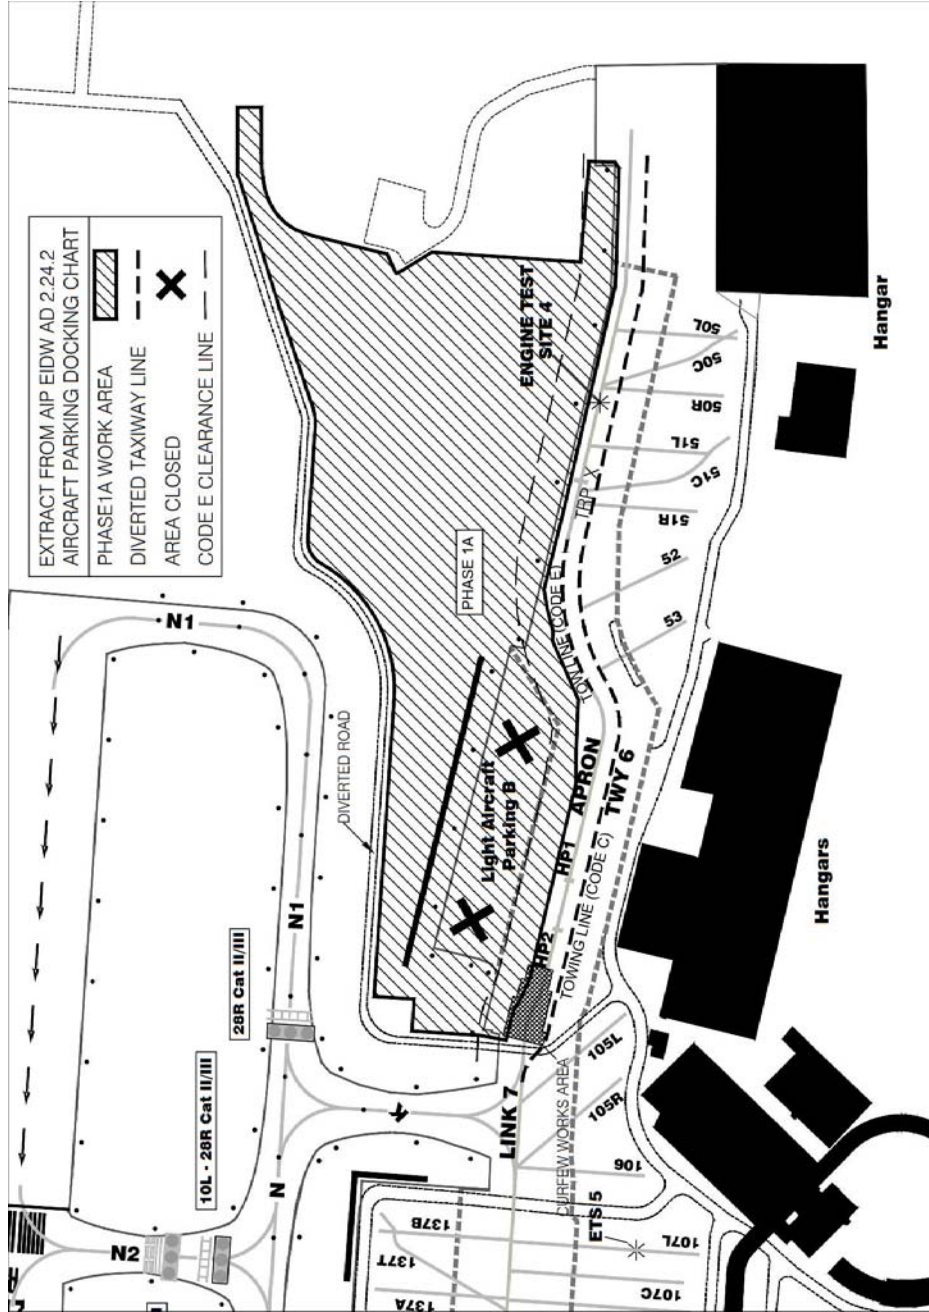 EXTRACT FROM AIP EIDW AD 2.24.2
AIRCRAFT PARKING DOCKING CHART
PHASE1A WORK AREA
DIVERTED TAXIWAY LINE
AREA CLOSED
CODE E CLEARANCE LINE
ENGINE TEST
SITE 4
PHASE 1A
50L
50C
50R
51L
51C
51R
52
53
Hangar
TRP X
TOWLINE (CODE E)
N1
DIVERTED ROAD
Light Aircraft
Parking B
APRON
TWY 6
HP1
HP2
TOWING LINE (CODE C)
Hangars
N1
28R Cat II/III
10L - 28R Cat II/III
LINK 7
CURFEW WORKS AREA
105L
105R
106
ETS 5
107L
107C
137B
137T
137A
N
N2